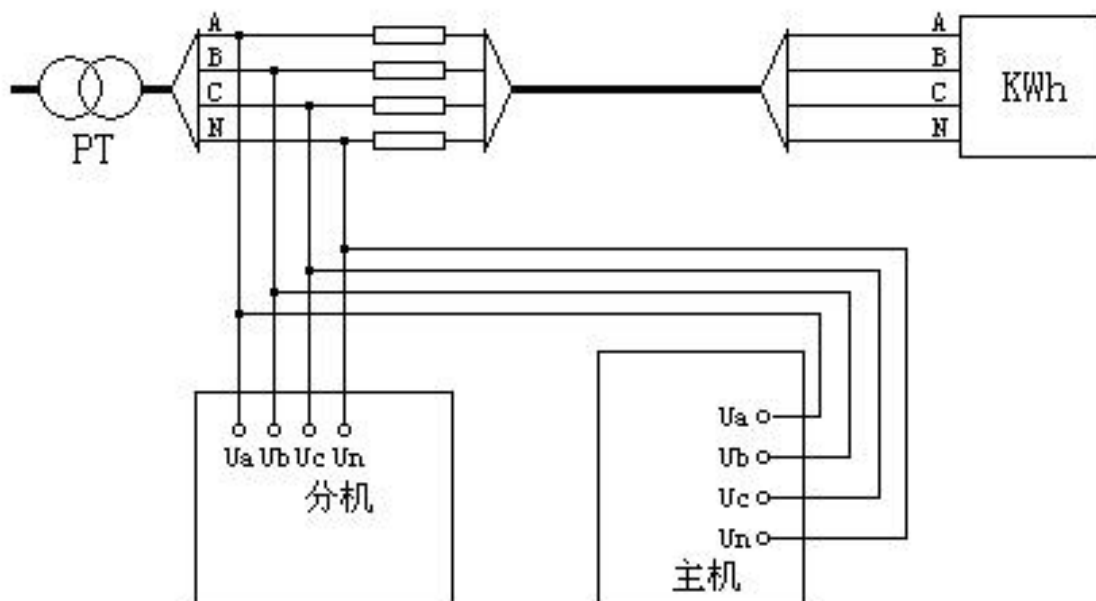 A A
B B
C C KWh
N N
PT
Ua
Ua Ub Uc Un Ub
分机 Uc
Un
主机